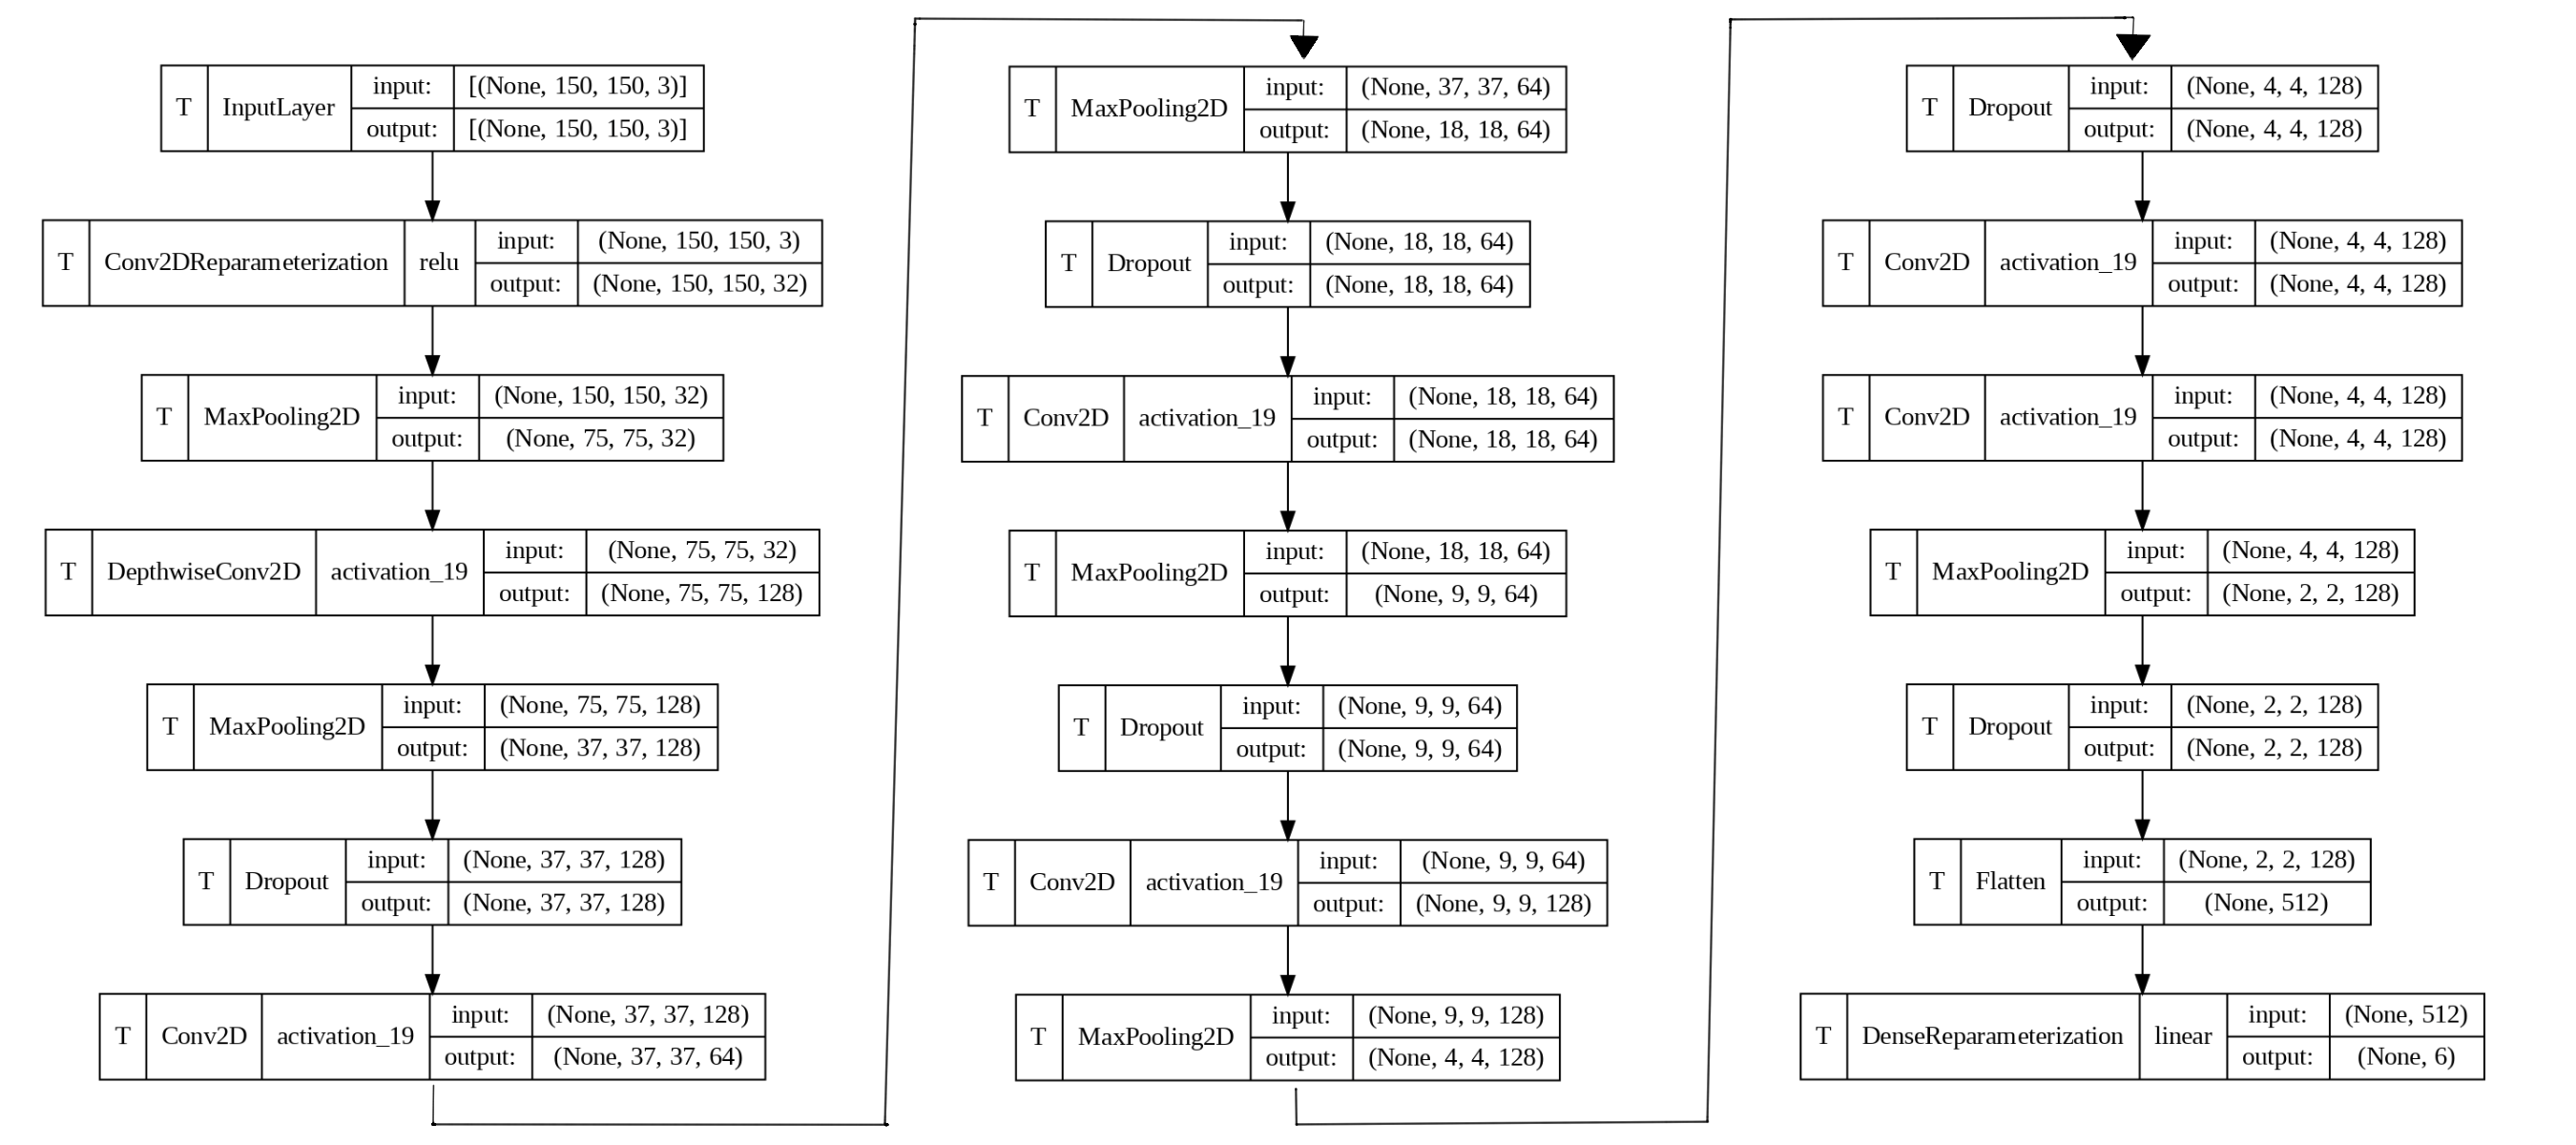 T InputLayer input: [(None, 150, 150, 3)]
output: [(None, 150, 150, 3)]
T Conv2DReparameterization relu input: (None, 150, 150, 3)
output: (None, 150, 150, 32)
T MaxPooling2D input: (None, 150, 150, 32)
output: (None, 75, 75, 32)
T DepthwiseConv2D activation_19 input: (None, 75, 75, 32)
output: (None, 75, 75, 128)
T MaxPooling2D input: (None, 75, 75, 128)
output: (None, 37, 37, 128)
T Dropout input: (None, 37, 37, 128)
output: (None, 37, 37, 128)
T Conv2D activation_19 input: (None, 37, 37, 128)
output: (None, 37, 37, 64)
T MaxPooling2D input: (None, 37, 37, 64)
output: (None, 18, 18, 64)
T Dropout input: (None, 18, 18, 64)
output: (None, 18, 18, 64)
T Conv2D activation_19 input: (None, 18, 18, 64)
output: (None, 18, 18, 64)
T MaxPooling2D input: (None, 18, 18, 64)
output: (None, 9, 9, 64)
T Dropout input: (None, 9, 9, 64)
output: (None, 9, 9, 64)
T Conv2D activation_19 input: (None, 9, 9, 64)
output: (None, 9, 9, 128)
T MaxPooling2D input: (None, 9, 9, 128)
output: (None, 4, 4, 128)
T Dropout input: (None, 4, 4, 128)
output: (None, 4, 4, 128)
T Conv2D activation_19 input: (None, 4, 4, 128)
output: (None, 4, 4, 128)
T Conv2D activation_19 input: (None, 4, 4, 128)
output: (None, 4, 4, 128)
T MaxPooling2D input: (None, 4, 4, 128)
output: (None, 2, 2, 128)
T Dropout input: (None, 2, 2, 128)
output: (None, 2, 2, 128)
T Flatten input: (None, 2, 2, 128)
output: (None, 512)
T DenseReparameterization linear input: (None, 512)
output: (None, 6)